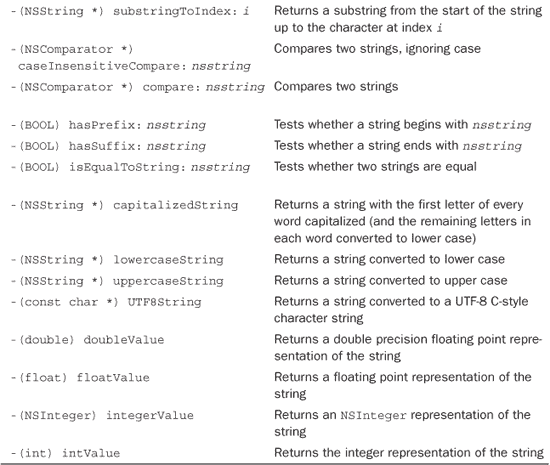 -(NSString *) substringToIndex: i Returns a substring from the start of the string
up to the character at index i
-(NSComparator *) Compares two strings, ignoring case
caseInsensitiveCompare: nsstring
-(NSComparator *) compare: nsstring Compares two strings
-(BOOL) hasPrefix: nsstring Tests whether a string begins with nsstring
-(BOOL) hasSuffix: nsstring Tests whether a string ends with nsstring
-(BOOL) isEqualToString: nsstring Tests whether two strings are equal
-(NSString *) capitalizedString Returns a string with the first letter of every
word capitalized (and the remaining letters in
each word converted to lower case)
-(NSString *) lowercaseString Returns a string converted to lower case
-(NSString *) uppercaseString Returns a string converted to upper case
-(const char *) UTF8String Returns a string converted to a UTF-8 C-style
character string
-(double) doubleValue Returns a double precision floating point repre-
sentation of the string
-(float) floatValue Returns a floating point representation of the
string
-(NSInteger) integerValue Returns an NSInteger representation of the
string
-(int) intValue Returns the integer representation of the string